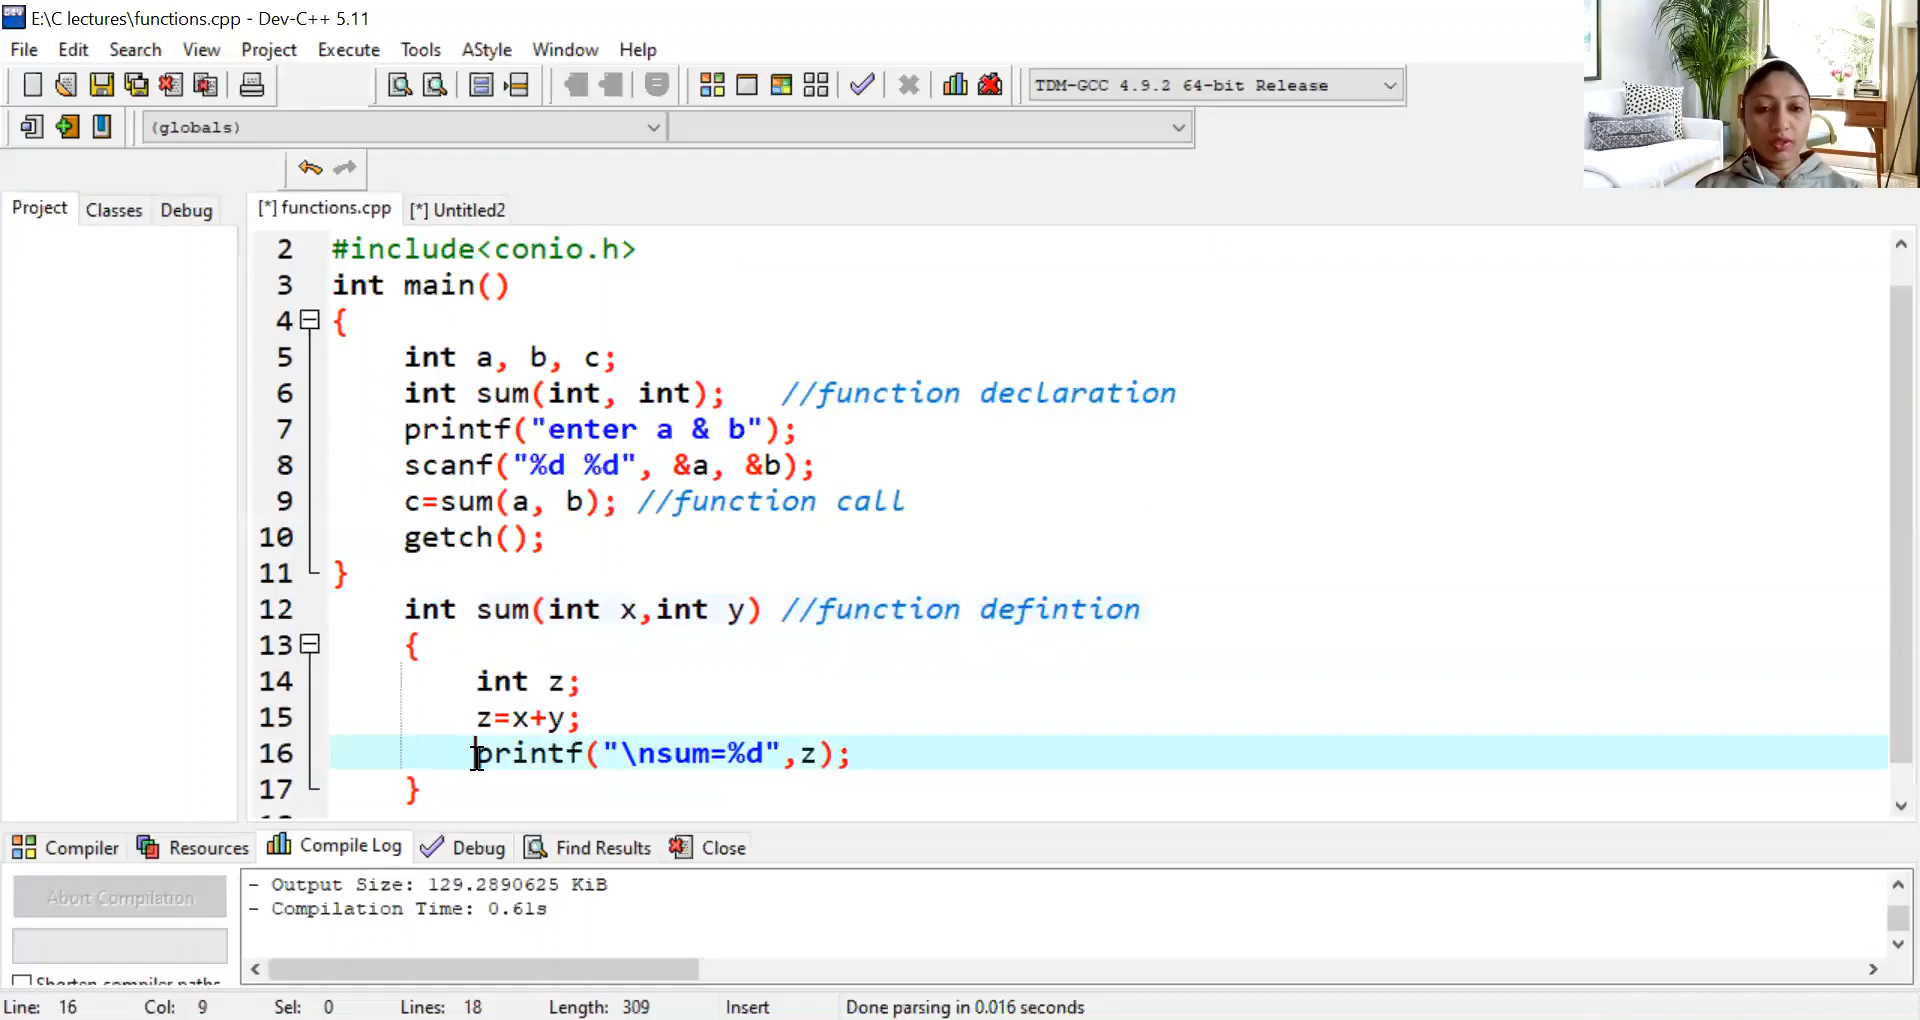 E:\C lectures\functions.cpp - Dev-C++ 5.11
File Edit Search View Project Execute Tools AStyle Window Help
TDM-GCC 4.9.2 64-bit Release
(globals)
Project Classes Debug [*] functions.cpp [*] Untitled2
2 #include<conio.h>
3 int main()
4 {
5 int a, b, c;
6 int sum(int, int); //function declaration
7 printf("enter a & b");
8 scanf("%d %d", &a, &b);
9 c=sum(a, b); //function call
10 getch();
11 }
12 int sum(int x,int y) //function defintion
13 {
14 int z;
15 z=x+y;
16 printf("\nsum=%d",z);
17 }
Compiler Resources Compile Log Debug Find Results Close
Abort Compilation
- Output Size: 129.2890625 KiB
- Compilation Time: 0.61s
Shorten compiler paths
Line: 16 Col: 9 Sel: 0 Lines: 18 Length: 309 Insert Done parsing in 0.016 seconds